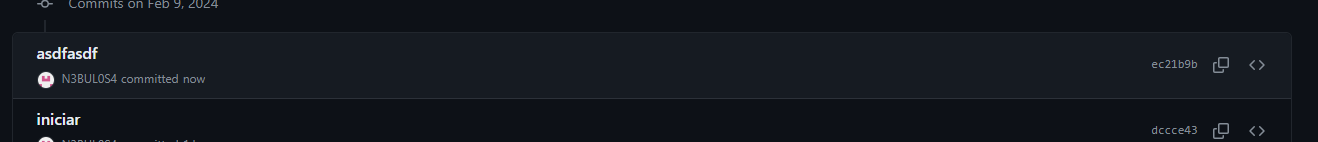 Commits on Feb 9, 2024
asdfasdf
N3BUL0S4 committed now
ec21b9b
iniciar
dccce43